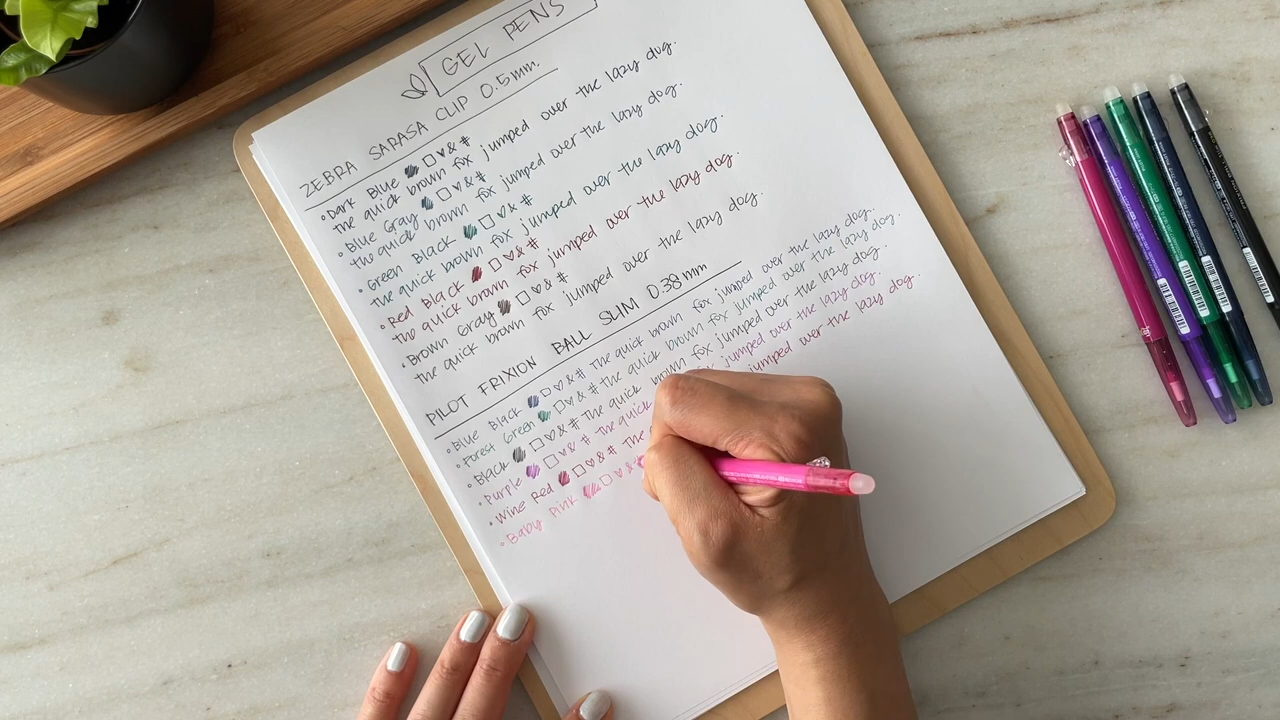 GEL PENS
ZEBRA SARASA CLIP 0.5mm.
• Dark Blue □ ♥ & #
the quick brown fox jumped over the lazy dog.
• Blue Gray □ ♥ & #
the quick brown fox jumped over the lazy dog.
• Green Black □ ♥ & #
the quick brown fox jumped over the lazy dog.
• Red Black □ ♥ & #
the quick brown fox jumped over the lazy dog.
• Brown Gray □ ♥ & #
the quick brown fox jumped over the lazy dog.
PILOT FRIXION BALL SLIM 0.38mm
• Blue Black □ ♥ & # The quick brown fox jumped over the lazy dog.
• Forest Green □ ♥ & # the quick brown fox jumped over the lazy dog.
• Black □ ♥ & # The quick brown fox jumped over the lazy dog.
• Purple □ ♥ & # The quick jumped over the lazy dog.
• Wine Red □ ♥ & # The jumped over the lazy dog.
• Baby Pink □ ♥ &